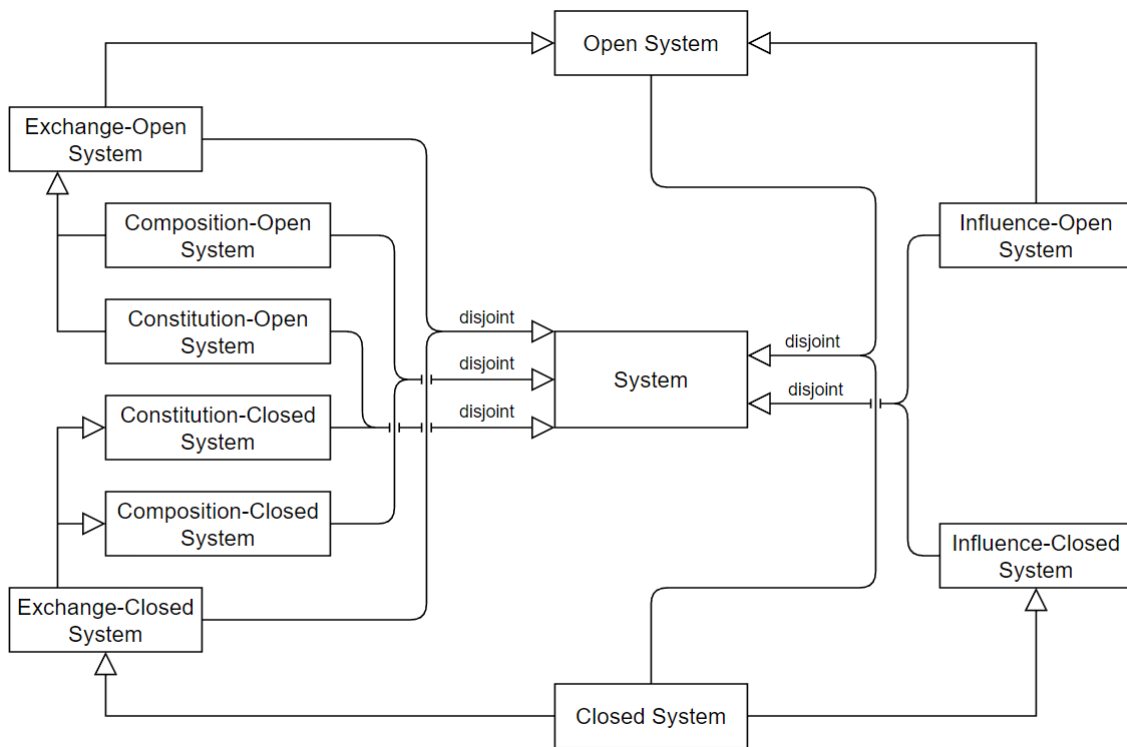 Open System
Exchange-Open
System
Composition-Open
System
Influence-Open
System
Constitution-Open
System
disjoint
disjoint
disjoint
System
disjoint
disjoint
Constitution-Closed
System
Composition-Closed
System
Influence-Closed
System
Exchange-Closed
System
Closed System